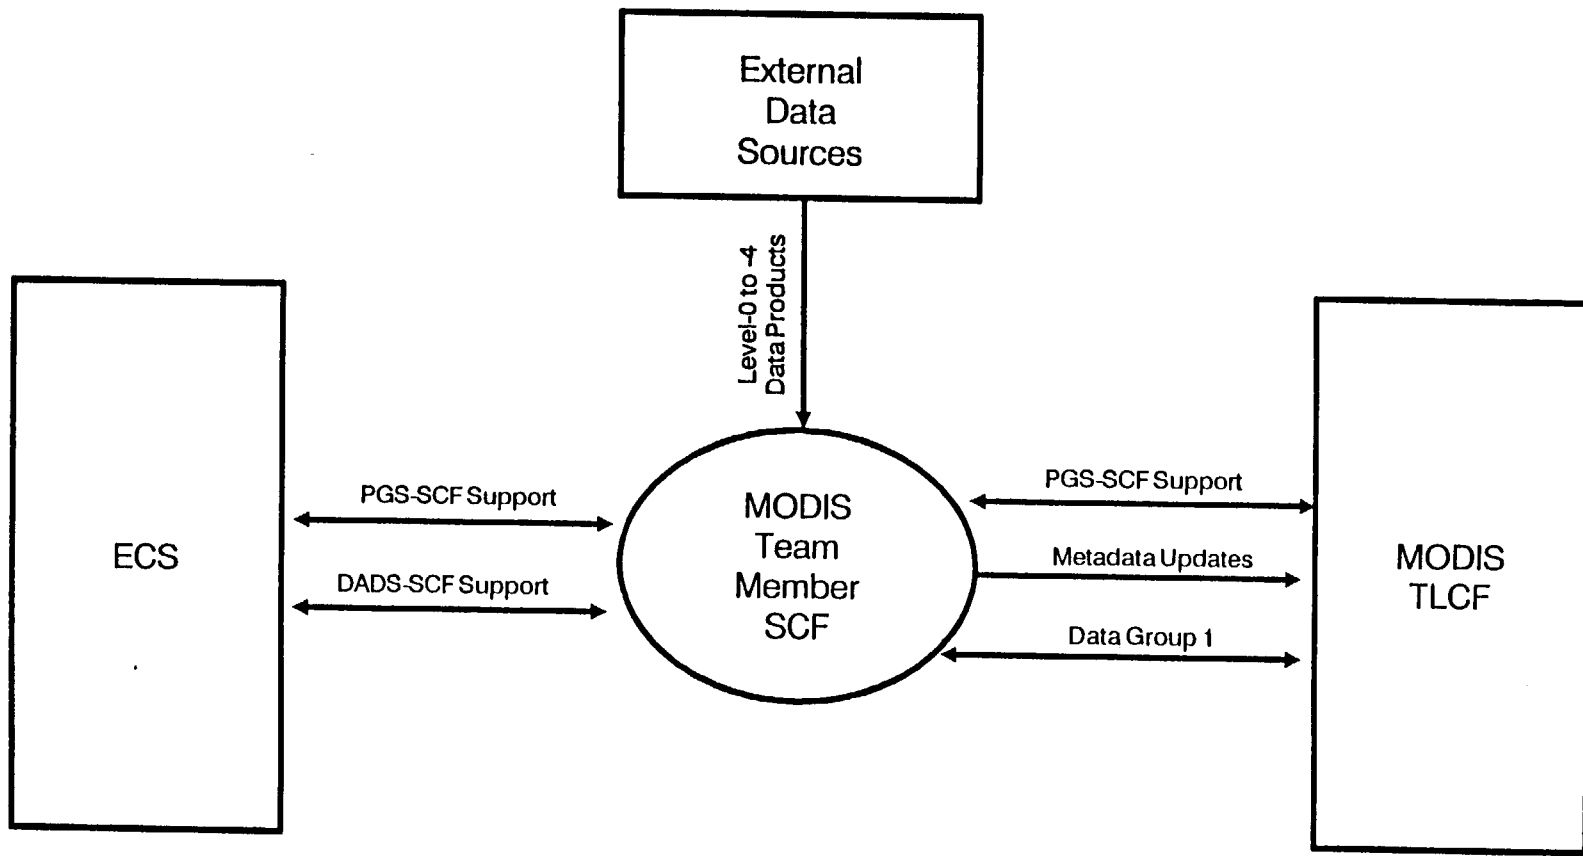 External
Data
Sources
Level-0 to -4
Data Products
PGS-SCF Support
DADS-SCF Support
ECS
MODIS
Team
Member
SCF
PGS-SCF Support
Metadata Updates
Data Group 1
MODIS
TLCF